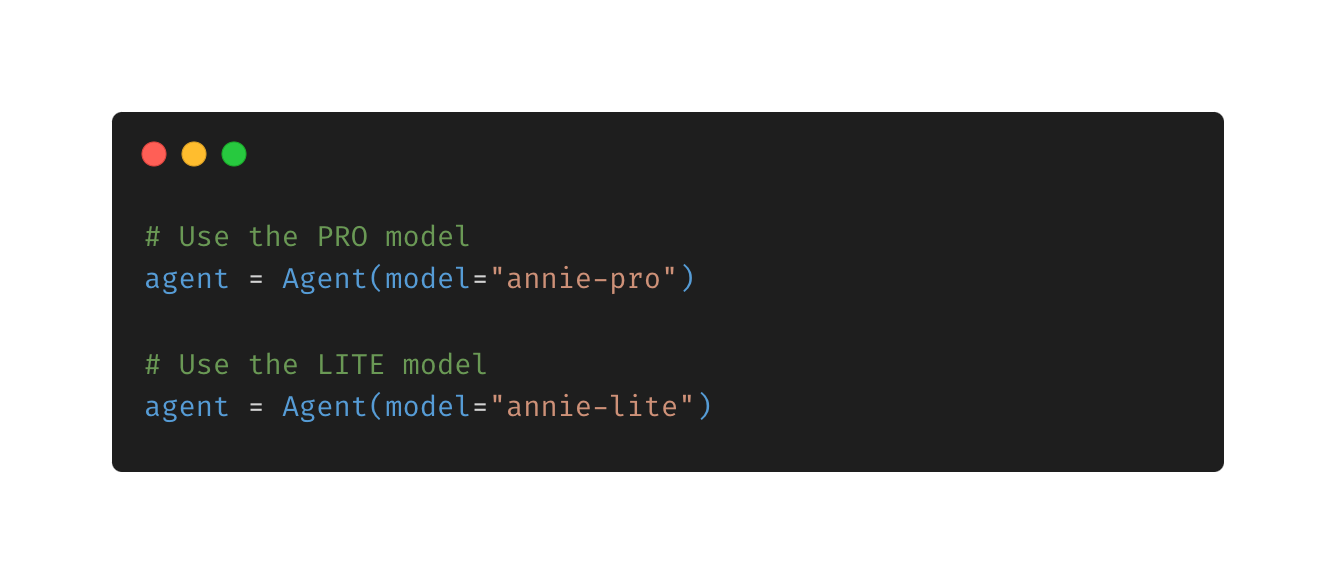 # Use the PRO model
agent = Agent(model="annie-pro")
# Use the LITE model
agent = Agent(model="annie-lite")